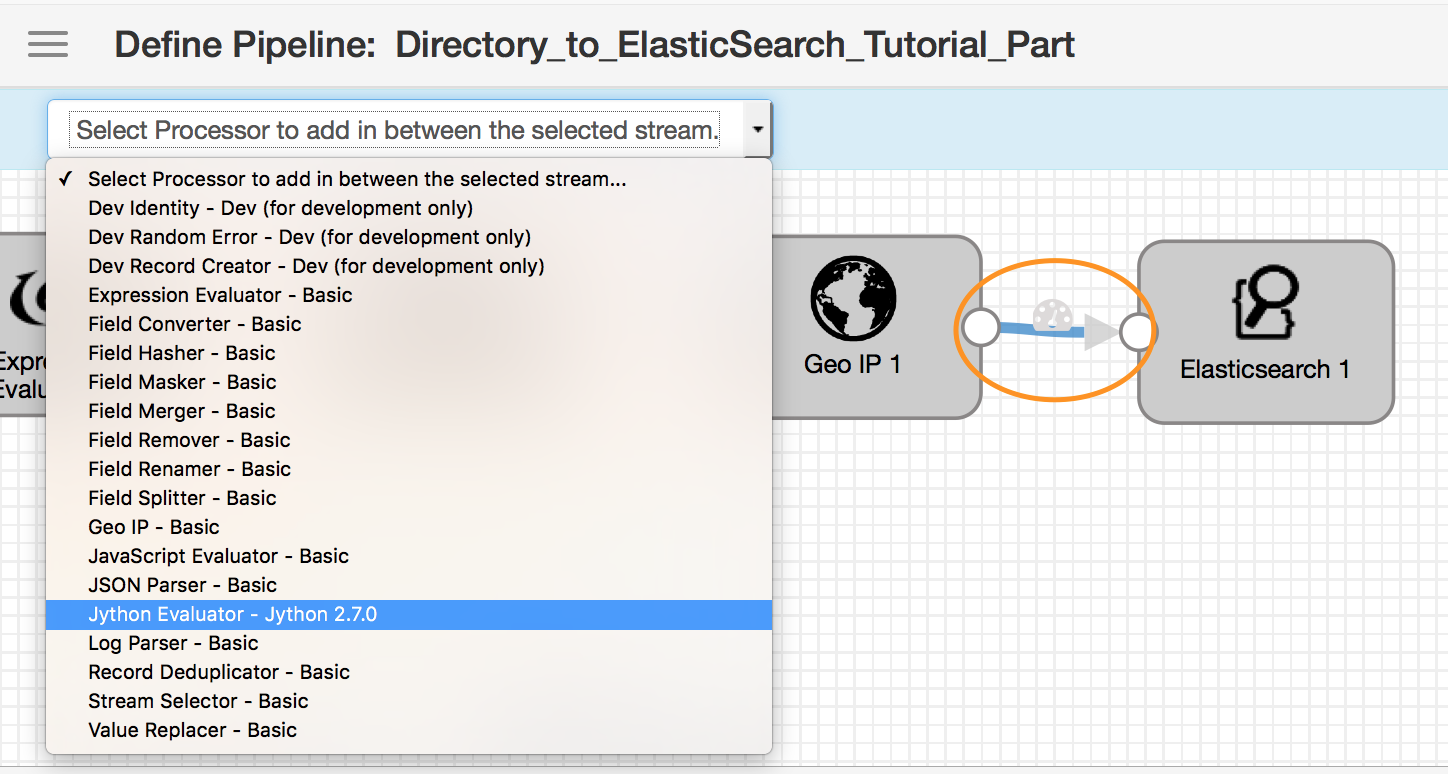 Define Pipeline: Directory_to_ElasticSearch_Tutorial_Part
Select Processor to add in between the selected stream.
✓ Select Processor to add in between the selected stream...
Dev Identity - Dev (for development only)
Dev Random Error - Dev (for development only)
Dev Record Creator - Dev (for development only)
Expression Evaluator - Basic
Field Converter - Basic
Field Hasher - Basic
Field Masker - Basic
Field Merger - Basic
Field Remover - Basic
Field Renamer - Basic
Field Splitter - Basic
Geo IP - Basic
JavaScript Evaluator - Basic
JSON Parser - Basic
Jython Evaluator - Jython 2.7.0
Log Parser - Basic
Record Deduplicator - Basic
Stream Selector - Basic
Value Replacer - Basic
Expr
Evalu
Geo IP 1
Elasticsearch 1